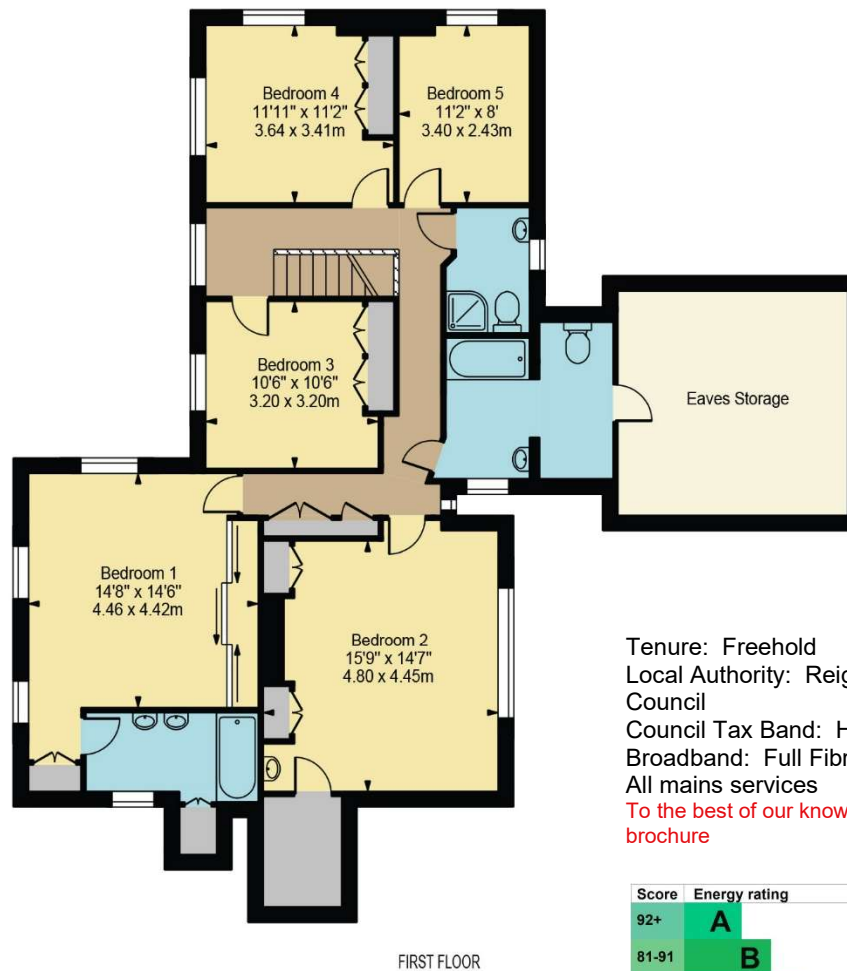 Bedroom 4
11'11" x 11'2"
3.64 x 3.41m
Bedroom 5
11'2" x 8'
3.40 x 2.43m
Bedroom 3
10'6" x 10'6"
3.20 x 3.20m
Eaves Storage
Bedroom 1
14'8" x 14'6"
4.46 x 4.42m
Bedroom 2
15'9" x 14'7"
4.80 x 4.45m
Tenure: Freehold
Local Authority: Reig
Council
Council Tax Band: H
Broadband: Full Fibr
All mains services
To the best of our know
brochure
Score Energy rating
92+ A
81-91 B
FIRST FLOOR